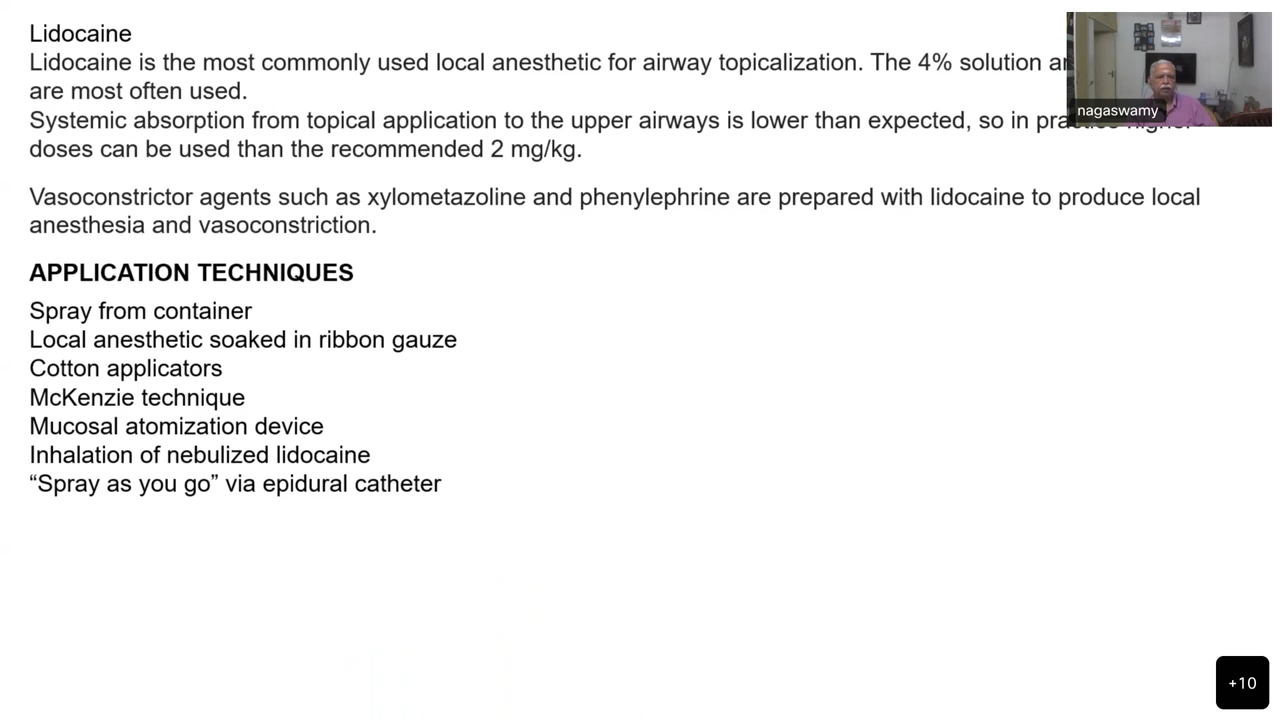 Lidocaine
Lidocaine is the most commonly used local anesthetic for airway topicalization. The 4% solution
are most often used.
Systemic absorption from topical application to the upper airways is lower than expected, so in
doses can be used than the recommended 2 mg/kg.
Vasoconstrictor agents such as xylometazoline and phenylephrine are prepared with lidocaine to produce local
anesthesia and vasoconstriction.
APPLICATION TECHNIQUES
Spray from container
Local anesthetic soaked in ribbon gauze
Cotton applicators
McKenzie technique
Mucosal atomization device
Inhalation of nebulized lidocaine
“Spray as you go” via epidural catheter
nagaswamy
+10